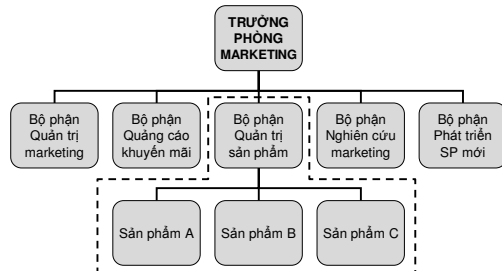 TRƯỞNG
PHÒNG
MARKETING
Bộ phận
Quản trị
marketing
Bộ phận
Quảng cáo
khuyến mãi
Bộ phận
Quản trị
sản phẩm
Bộ phận
Nghiên cứu
marketing
Bộ phận
Phát triển
SP mới
Sản phẩm A
Sản phẩm B
Sản phẩm C